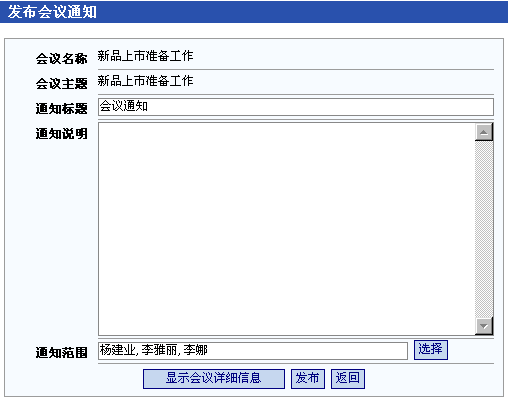 发布会议通知
会议名称 新品上市准备工作
会议主题 新品上市准备工作
通知标题 会议通知
通知说明
通知范围 杨建业, 李雅丽, 李娜 选择
显示会议详细信息 发布 返回